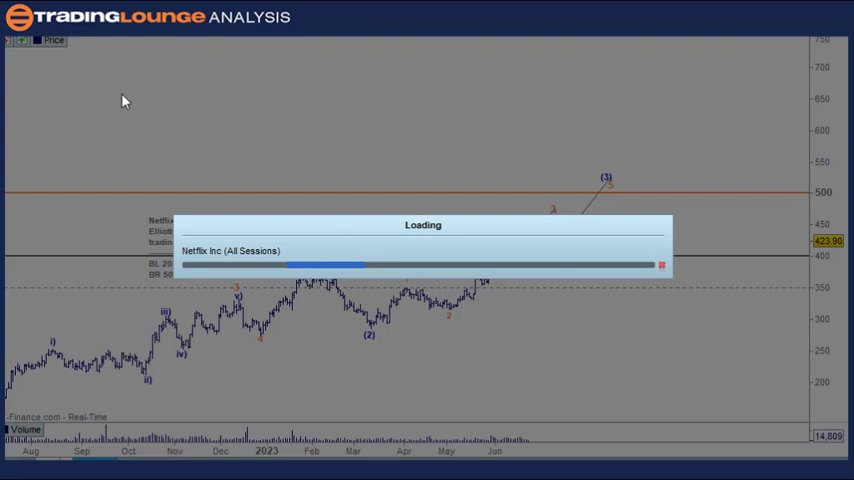 TRADINGLOUNGE ANALYSIS
Price
750
700
650
600
550
500
450
423.90
400
350
300
250
200
(3)
5
3
Loading
Netflix Inc (All Sessions)
Netflix
Elliott
tradin
BL 20
BR 50
3
v)
iii)
i)
iv)
ii)
4
(2)
2
-Finance.com - Real-Time
Volume
14,809
Aug Sep Oct Nov Dec 2023 Feb Mar Apr May Jun